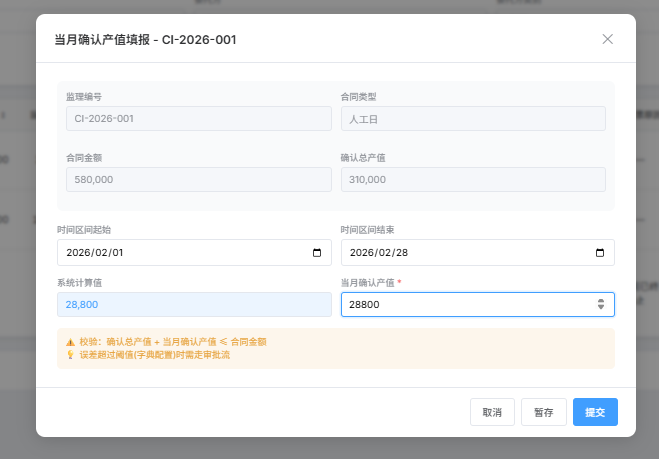 当月确认产值填报 - CI-2026-001
监理编号
合同类型
CI-2026-001
人工日
合同金额
确认总产值
580,000
310,000
时间区间起始
时间区间结束
2026/02/01
2026/02/28
系统计算值
当月确认产值 *
28,800
28800
⚠️ 校验：确认总产值 + 当月确认产值 ≤ 合同金额
💡 误差超过阈值(字典配置)时需走审批流
取消
暂存
提交